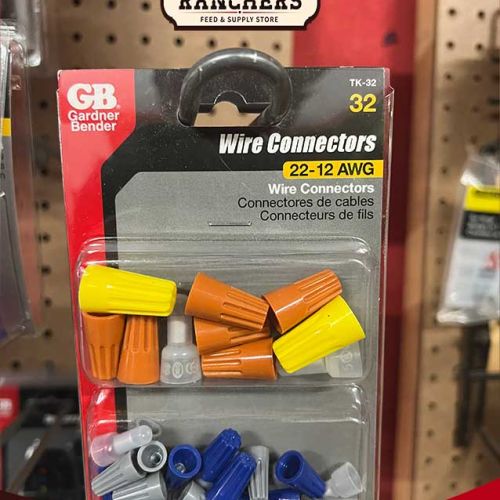 RANCHERS
FEED & SUPPLY STORE
TK-32
GB
Gardner
Bender
32
Wire Connectors
22-12 AWG
Wire Connectors
Connectores de cables
Connecteurs de fils
GB